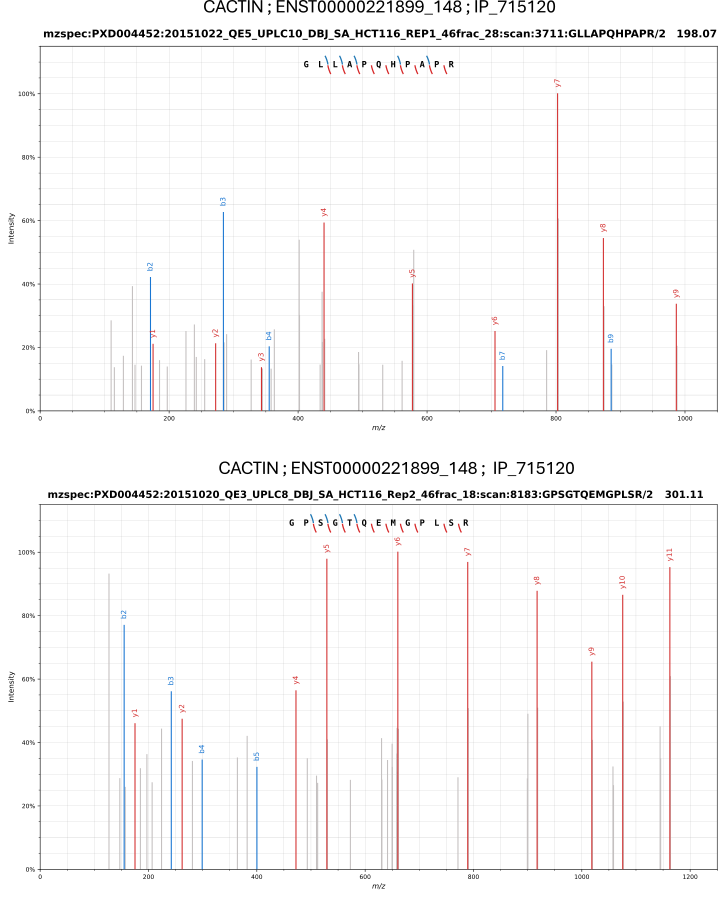 CACTIN ; ENST00000221899_148 ; IP_715120
mzspec:PXD004452:20151022_QE5_UPLC10_DBJ_SA_HCT116_REP1_46frac_28:scan:3711:GLLAPQHPAPR/2 198.07
G L L A P Q H P A P R
y7
100%
80%
b3
60%
y4
y8
Intensity
b2
y5
40%
y9
y1
y2
b4
y6
b9
20%
y3
b7
0%
200
400
600
800
1000
m/z
CACTIN ; ENST00000221899_148 ; IP_715120
mzspec:PXD004452:20151020_QE3_UPLC8_DBJ_SA_HCT116_Rep2_46frac_18:scan:8183:GPSGTQEMGPLSR/2 301.11
G P S G T Q E M G P L S R
y5
y6
y7
y11
100%
y8
y10
80%
b2
y9
60%
b3
y4
Intensity
y1
y2
40%
b4
b5
20%
0%
0
200
400
600
800
1000
1200
m/z